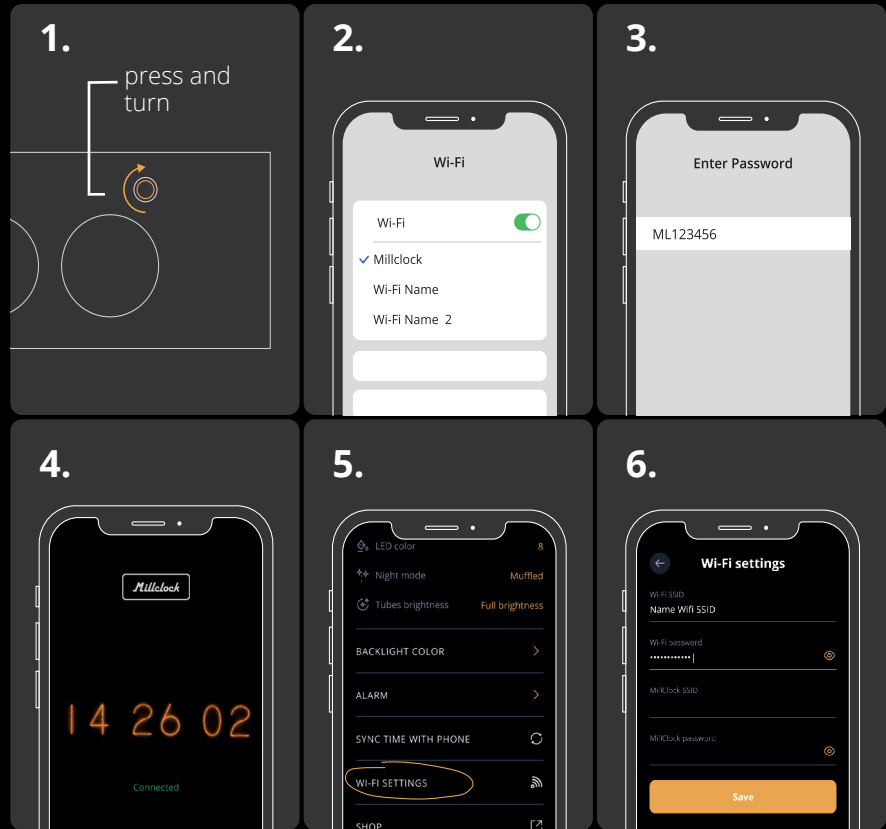 1.
press and
turn
2.
Wi-Fi
Wi-Fi
Millclock
Wi-Fi Name
Wi-Fi Name 2
3.
Enter Password
ML123456
4.
Millclock
14 26 02
Connected
5.
LED color 8
Night mode Muffled
Tubes brightness Full brightness
BACKLIGHT COLOR
ALARM
SYNC TIME WITH PHONE
WI-FI SETTINGS
SHOP
6.
Wi-Fi settings
Wi-Fi SSID
Name Wifi SSID
Wi-Fi password
••••••••••••
MillClock SSID
MillClock password
Save